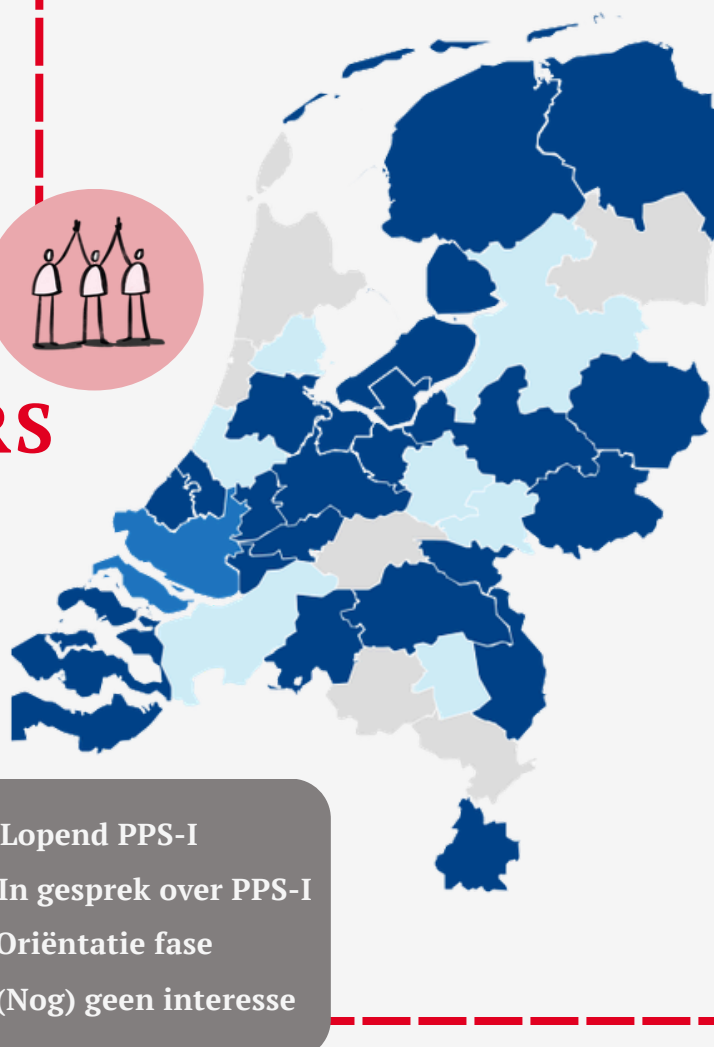 RS
Lopend PPS-I
In gesprek over PPS-I
Oriëntatie fase
(Nog) geen interesse